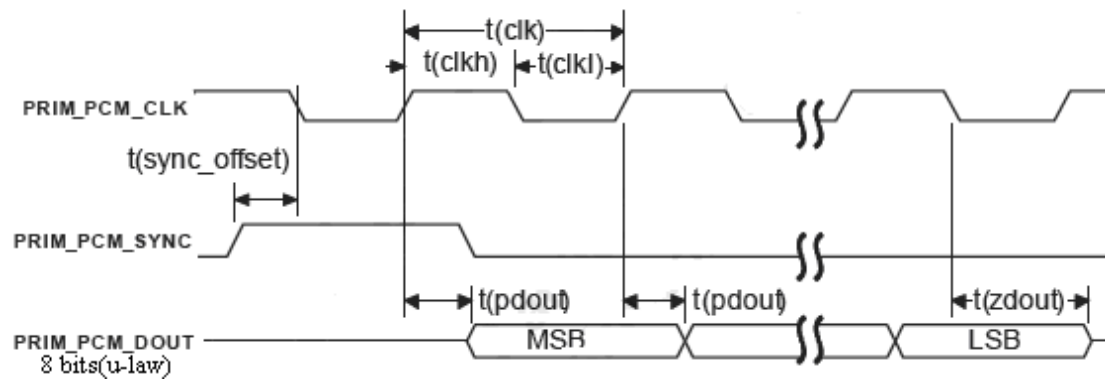 t(clk)
t(clkh)
t(clkl)
PRIM_PCM_CLK
t(sync_offset)
PRIM_PCM_SYNC
t(pdout)
t(pdout)
t(zdout)
PRIM_PCM_DOUT
MSB
LSB
8 bits(u-law)